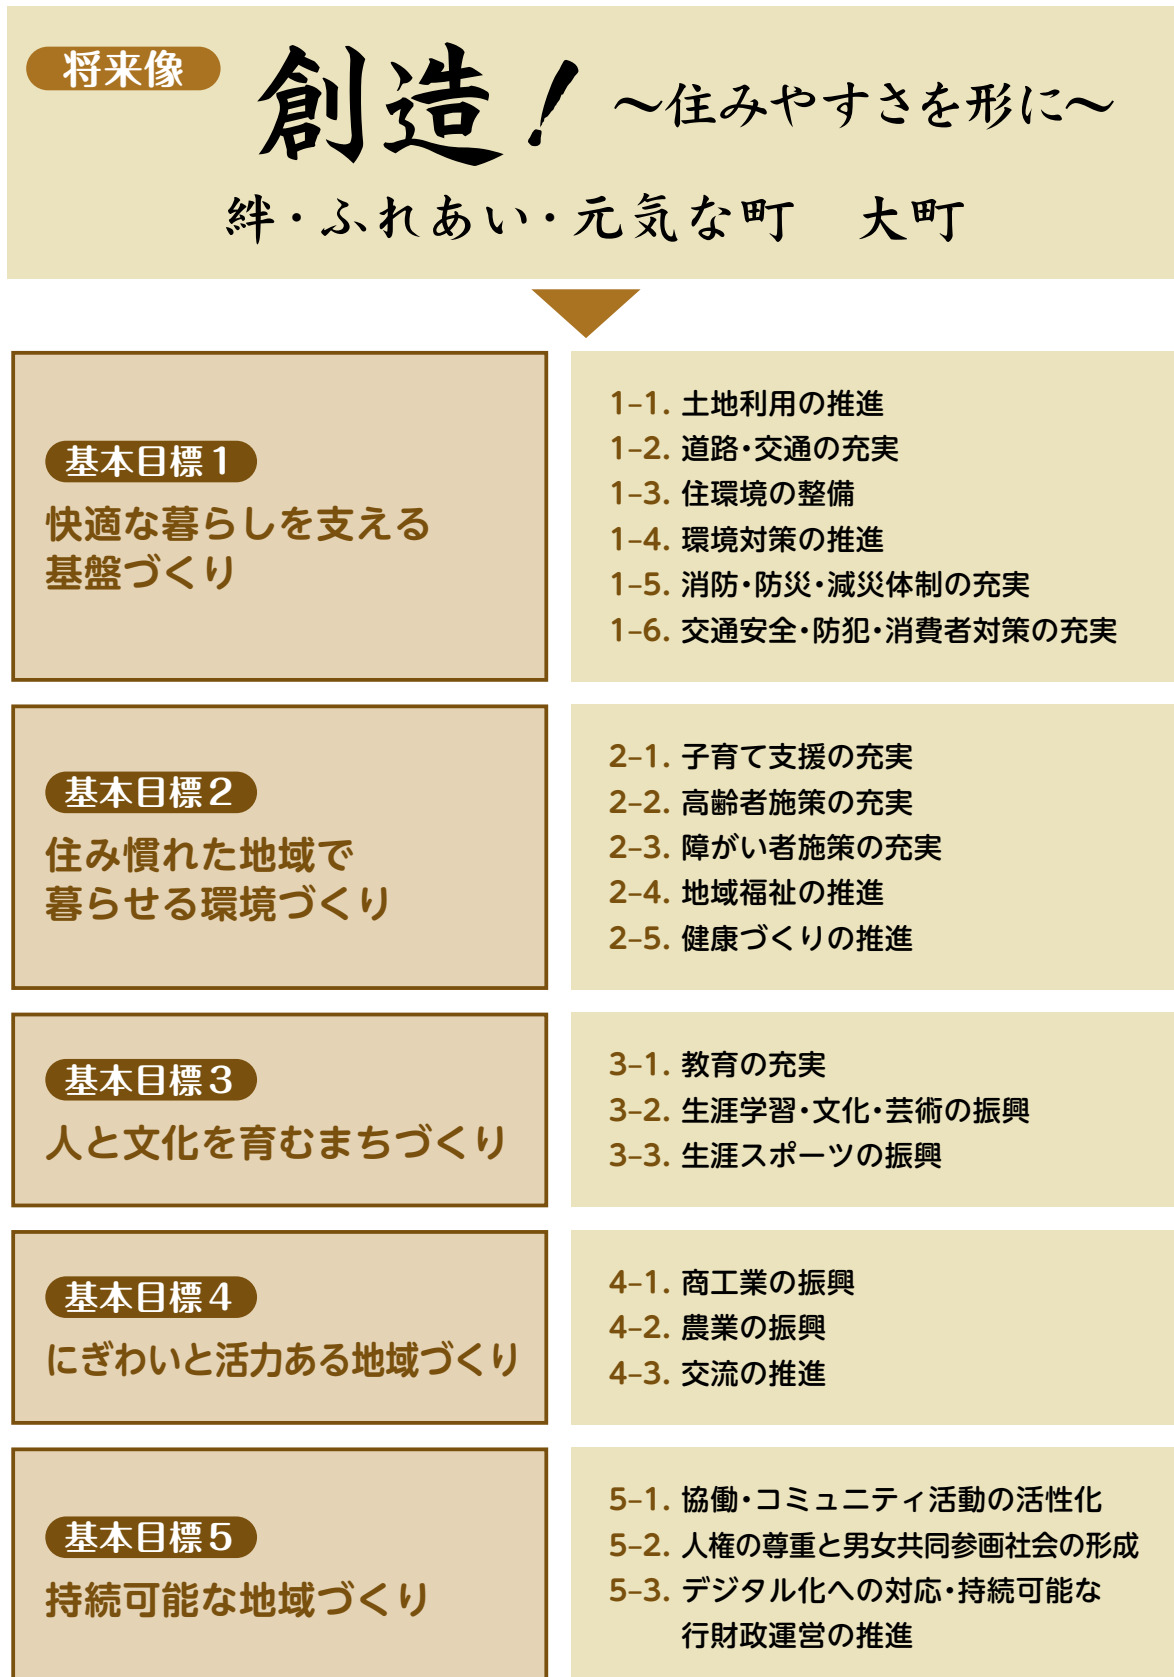 将来像
創造！ ～住みやすさを形に～
絆・ふれあい・元気な町　大町
基本目標1
快適な暮らしを支える
基盤づくり
1-1. 土地利用の推進
1-2. 道路・交通の充実
1-3. 住環境の整備
1-4. 環境対策の推進
1-5. 消防・防災・減災体制の充実
1-6. 交通安全・防犯・消費者対策の充実
基本目標2
住み慣れた地域で
暮らせる環境づくり
2-1. 子育て支援の充実
2-2. 高齢者施策の充実
2-3. 障がい者施策の充実
2-4. 地域福祉の推進
2-5. 健康づくりの推進
基本目標3
人と文化を育むまちづくり
3-1. 教育の充実
3-2. 生涯学習・文化・芸術の振興
3-3. 生涯スポーツの振興
基本目標4
にぎわいと活力ある地域づくり
4-1. 商工業の振興
4-2. 農業の振興
4-3. 交流の推進
基本目標5
持続可能な地域づくり
5-1. 協働・コミュニティ活動の活性化
5-2. 人権の尊重と男女共同参画社会の形成
5-3. デジタル化への対応・持続可能な
行財政運営の推進